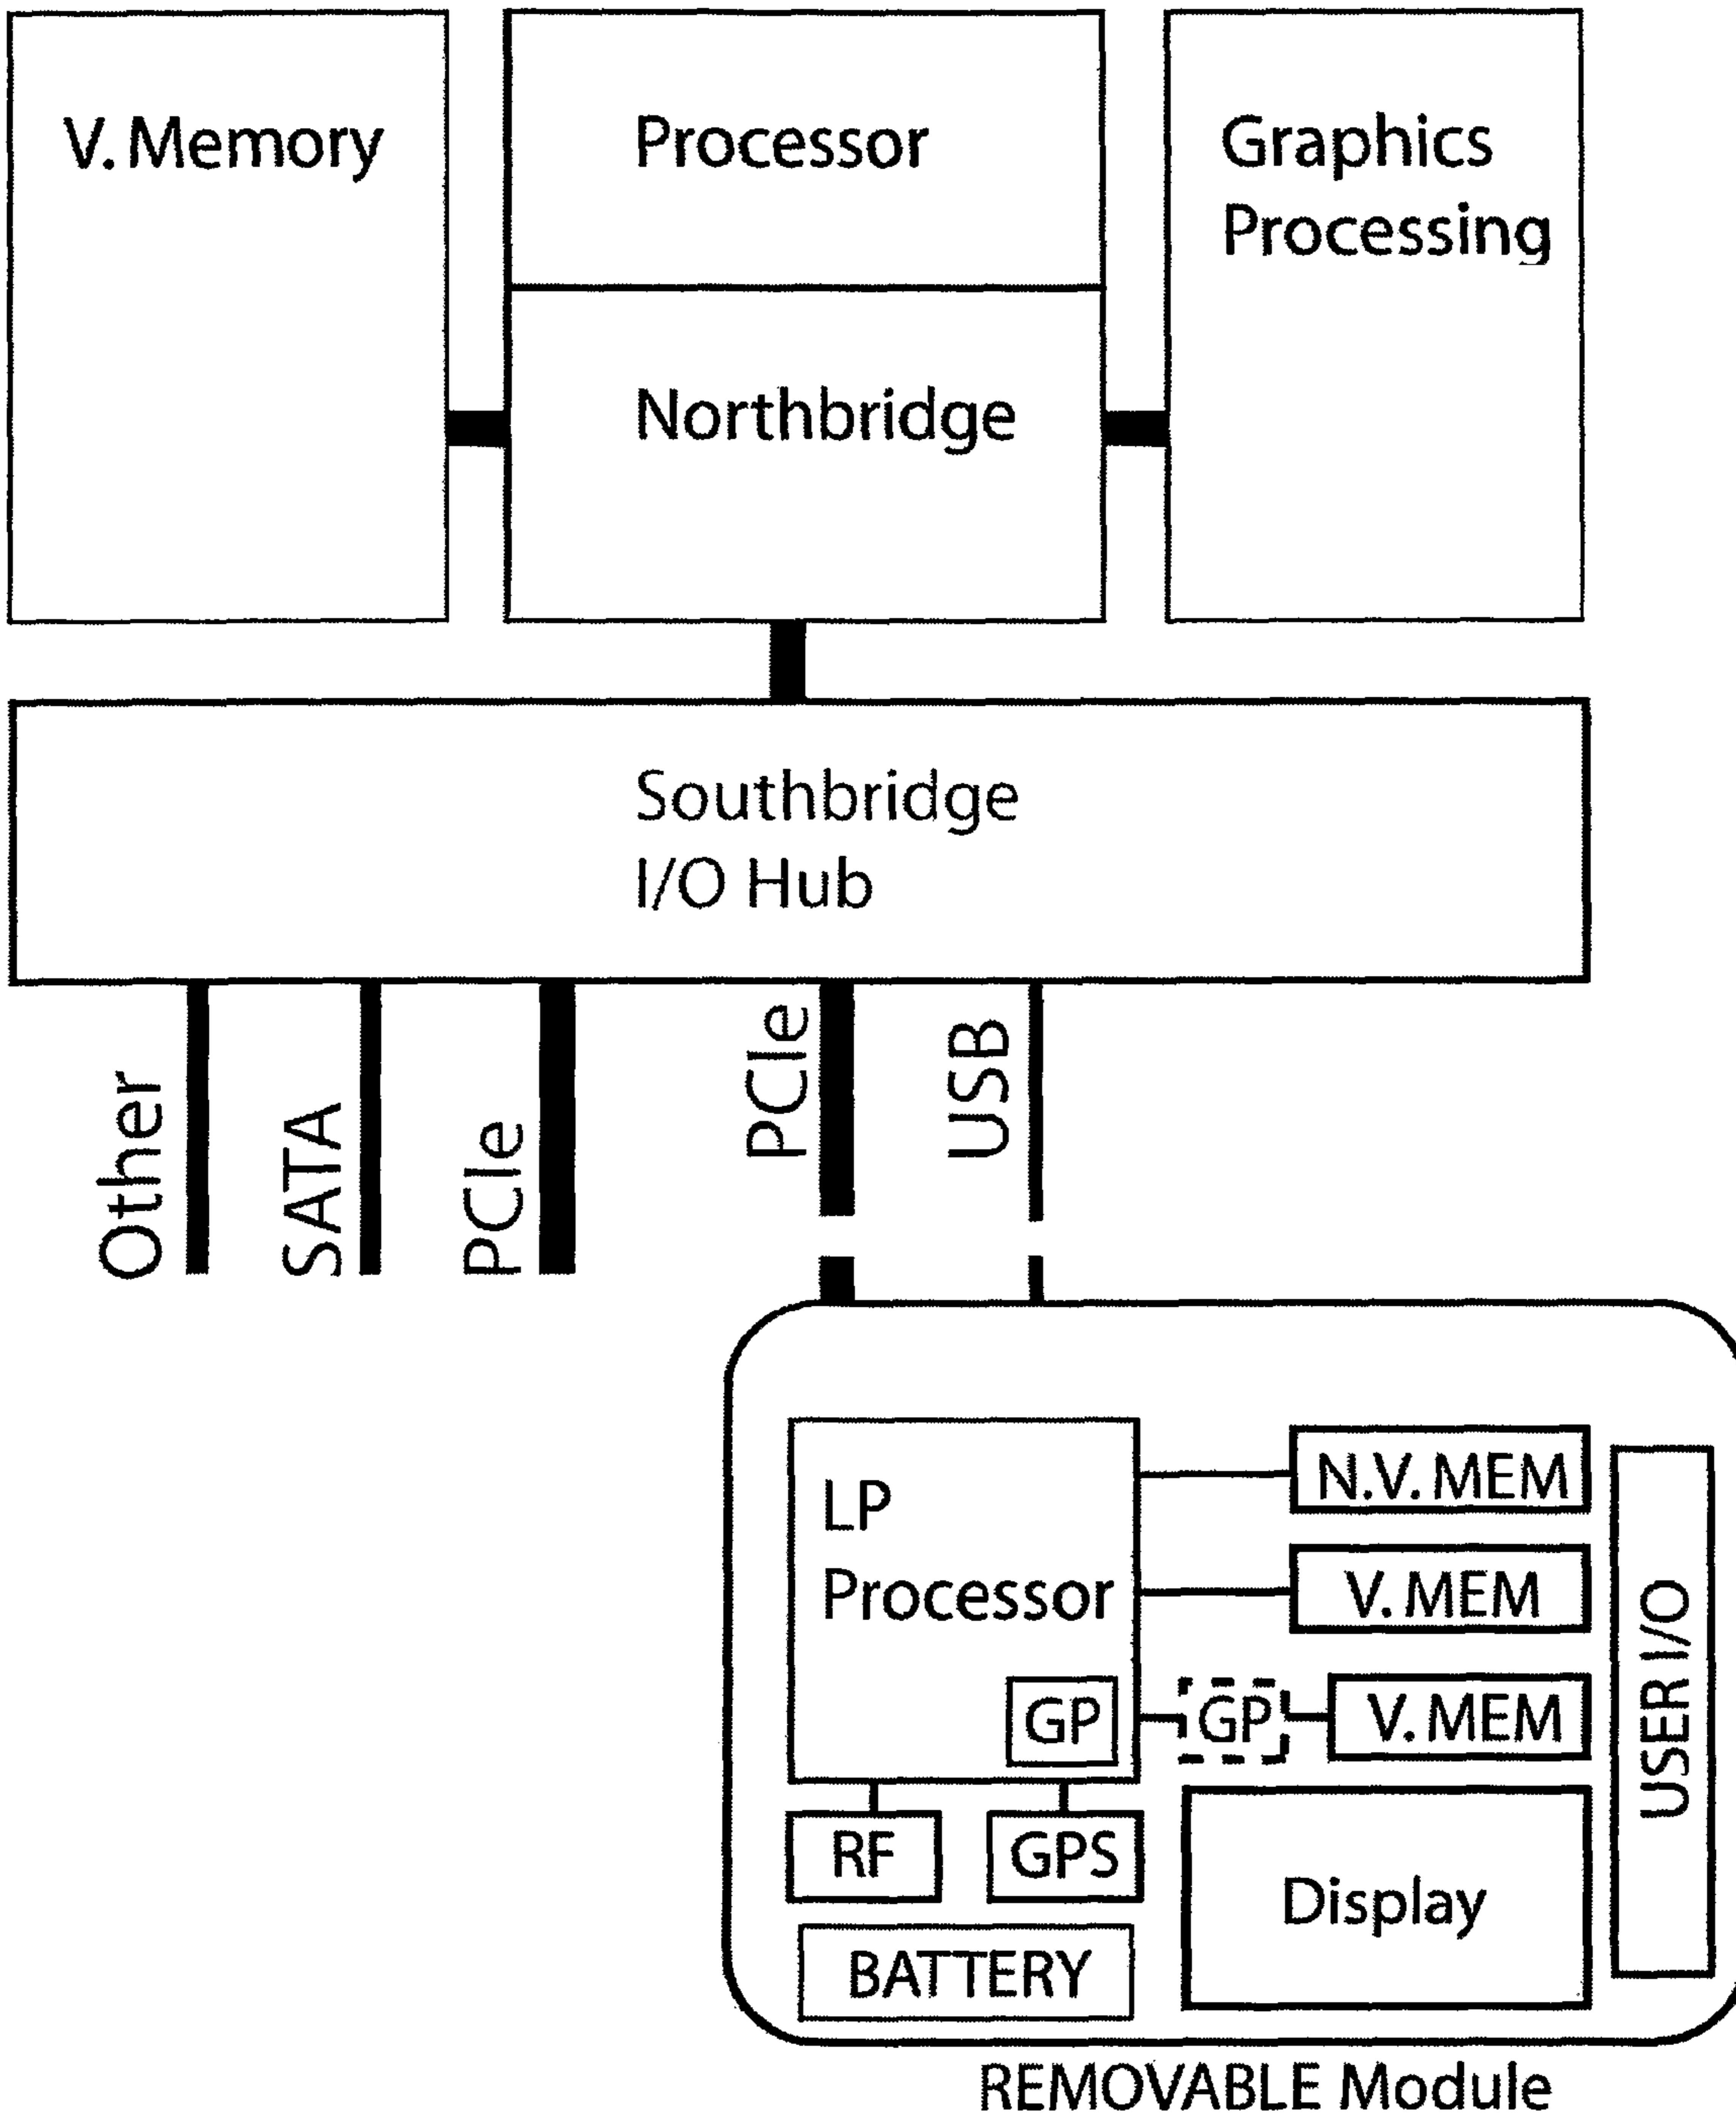 V. Memory
Processor
Graphics
Processing
Northbridge
Southbridge
I/O Hub
Other
SATA
PCIe
PCIe
USB
LP
Processor
GP
N.V. MEM
V. MEM
GP
V. MEM
USER I/O
RF
GPS
Display
BATTERY
REMOVABLE Module